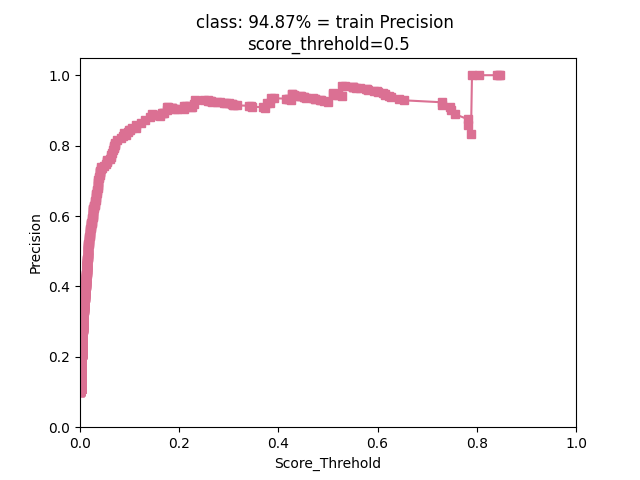 class: 94.87% = train Precision
score_threhold=0.5
1.0
0.8
0.6
0.4
0.2
0.0
Precision
0.0 0.2 0.4 0.6 0.8 1.0
Score_Threhold